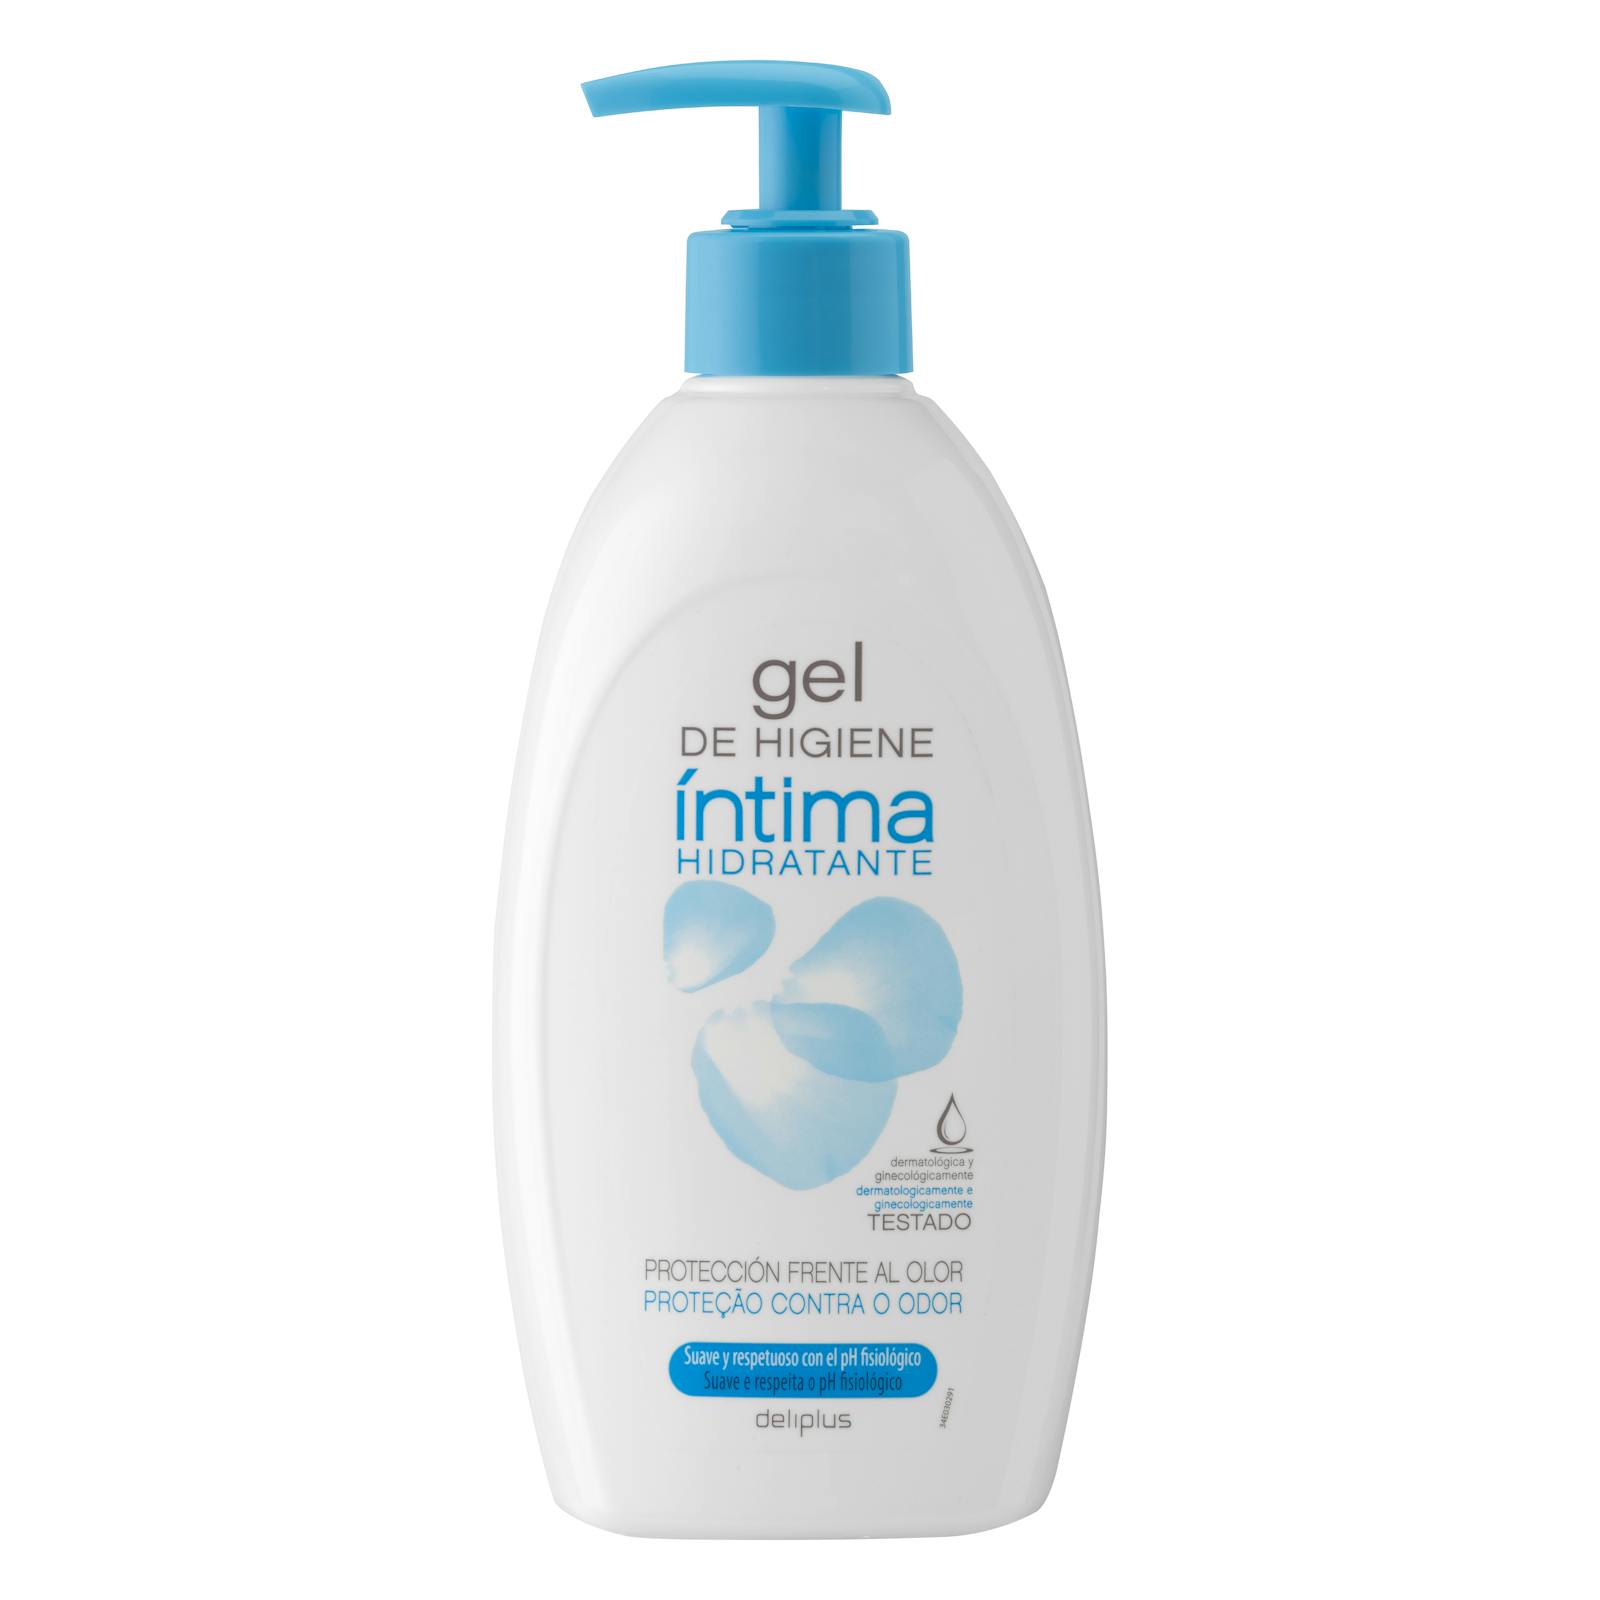 gel
DE HIGIENE
íntima
HIDRATANTE
dermatológica y
ginecológicamente
dermatologicamente e
ginecologicamente
TESTADO
PROTECCIÓN FRENTE AL OLOR
PROTEÇÃO CONTRA O ODOR
Suave y respetuoso con el pH fisiológico
Suave e respeita o pH fisiológico
deliplus
34E030291